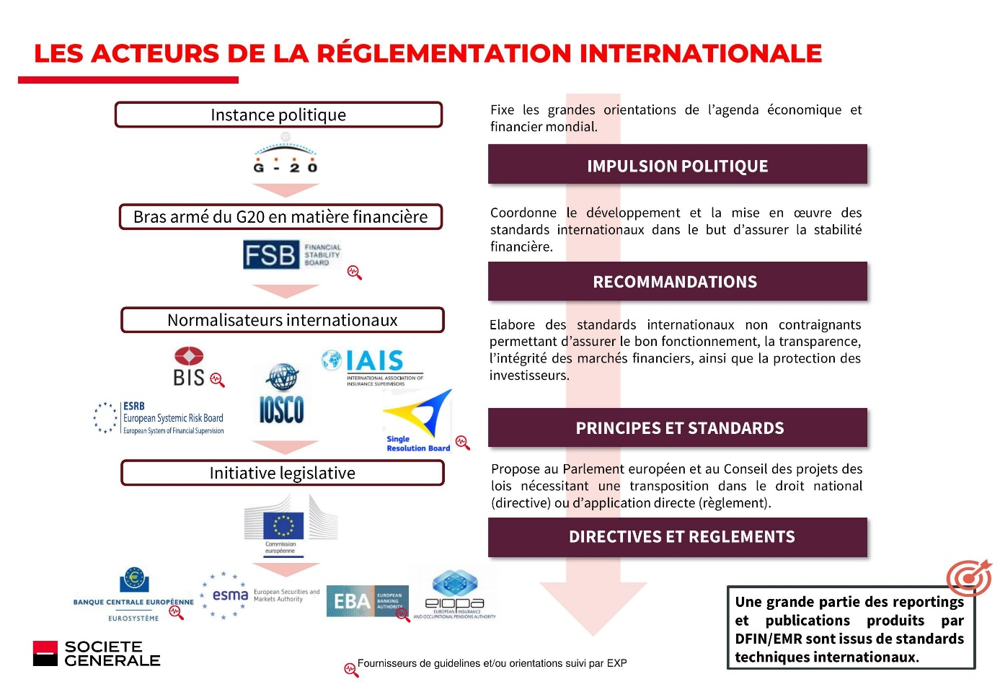 LES ACTEURS DE LA RÉGLEMENTATION INTERNATIONALE
Instance politique
G - 20
Bras armé du G20 en matière financière
FSB
FINANCIAL
STABILITY
BOARD
Normalisateurs internationaux
BIS
IOSCO
IAIS
INTERNATIONAL ASSOCIATION OF
INSURANCE SUPERVISORS
ESRB
European Systemic Risk Board
European System of Financial Supervision
Single
Resolution Board
Initiative legislative
Commission
européenne
BANQUE CENTRALE EUROPÉENNE
EUROSYSTÈME
esma
European Securities and
Markets Authority
EBA
EUROPEAN
BANKING
AUTHORITY
eiopa
EUROPEAN INSURANCE
AND OCCUPATIONAL PENSIONS AUTHORITY
Fixe les grandes orientations de l’agenda économique et
financier mondial.
IMPULSION POLITIQUE
Coordonne le développement et la mise en œuvre des
standards internationaux dans le but d’assurer la stabilité
financière.
RECOMMANDATIONS
Elabore des standards internationaux non contraignants
permettant d’assurer le bon fonctionnement, la transparence,
l’intégrité des marchés financiers, ainsi que la protection des
investisseurs.
PRINCIPES ET STANDARDS
Propose au Parlement européen et au Conseil des projets des
lois nécessitant une transposition dans le droit national
(directive) ou d’application directe (règlement).
DIRECTIVES ET REGLEMENTS
Une grande partie des reportings
et publications produits par
DFIN/EMR sont issus de standards
techniques internationaux.
SOCIETE
GENERALE
Fournisseurs de guidelines et/ou orientations suivi par EXP